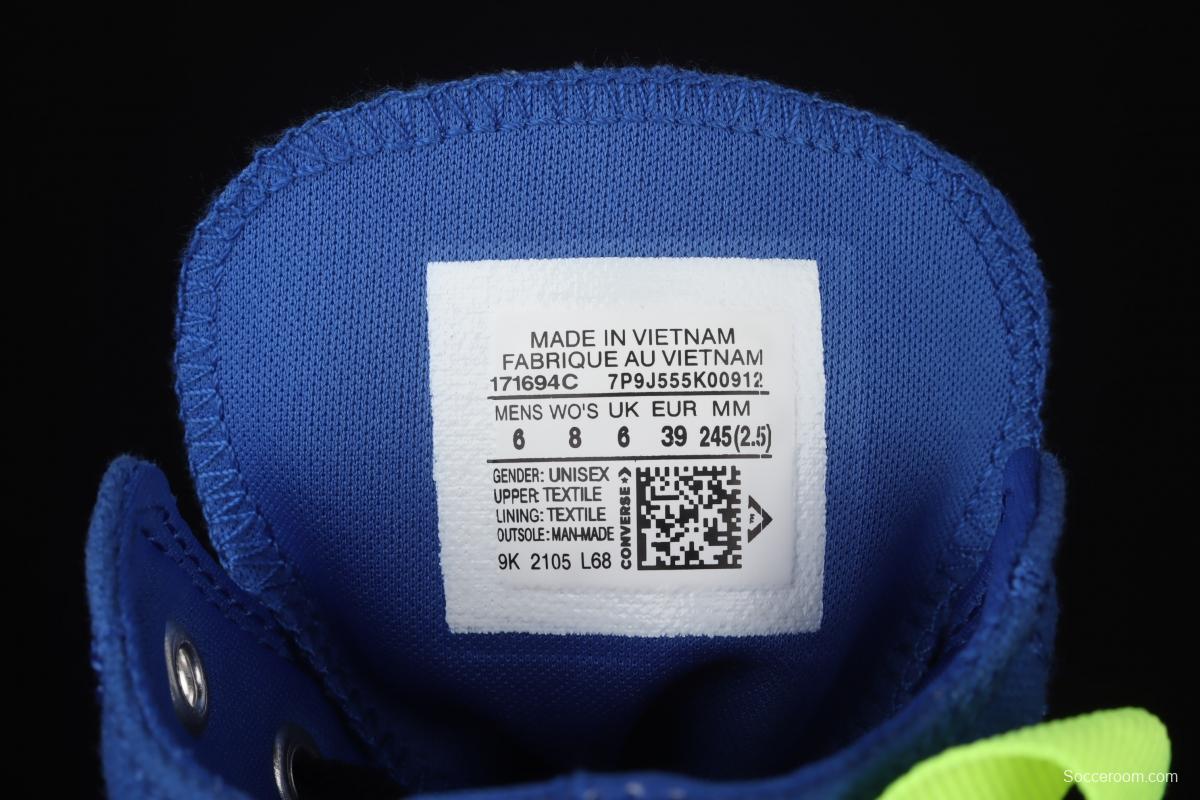 MADE IN VIETNAM
FABRIQUE AU VIETNAM
171694C 7P9J555K00912
MENS WO'S UK EUR MM
6 8 6 39 245(2.5)
GENDER: UNISEX
UPPER: TEXTILE
LINING: TEXTILE
OUTSOLE: MAN-MADE
9K 2105 L68
CONVERSE
TM
Socceroom.com